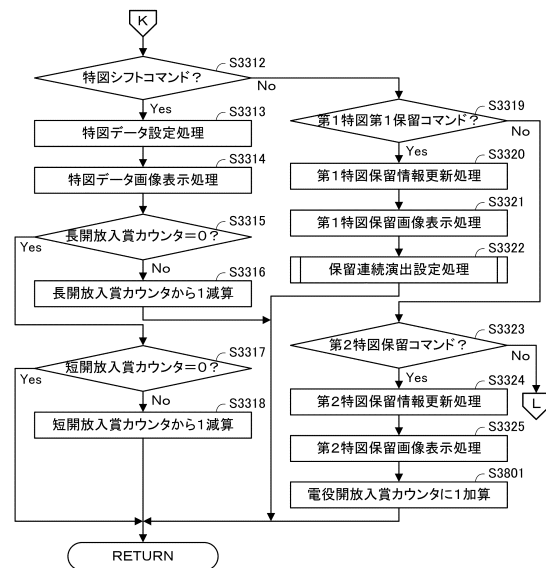 K
特図シフトコマンド？
S3312
No
Yes
S3313
特図データ設定処理
S3314
特図データ画像表示処理
S3315
長開放入賞カウンタ＝０？
Yes
No
S3316
長開放入賞カウンタから１減算
S3317
短開放入賞カウンタ＝０？
Yes
No
S3318
短開放入賞カウンタから１減算
S3319
第１特図第１保留コマンド？
No
Yes
S3320
第１特図保留情報更新処理
S3321
第１特図保留画像表示処理
S3322
保留連続演出設定処理
S3323
第２特図保留コマンド？
No
Yes
L
S3324
第２特図保留情報更新処理
S3325
第２特図保留画像表示処理
S3801
電役開放入賞カウンタに１加算
RETURN